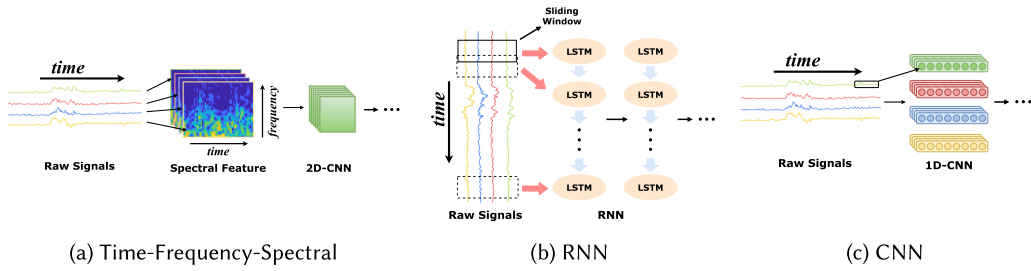 time
Raw Signals
frequency
time
Spectral Feature
2D-CNN
(a) Time-Frequency-Spectral
Sliding
Window
time
LSTM
LSTM
LSTM
LSTM
LSTM
LSTM
Raw Signals
RNN
(b) RNN
time
Raw Signals
1D-CNN
(c) CNN